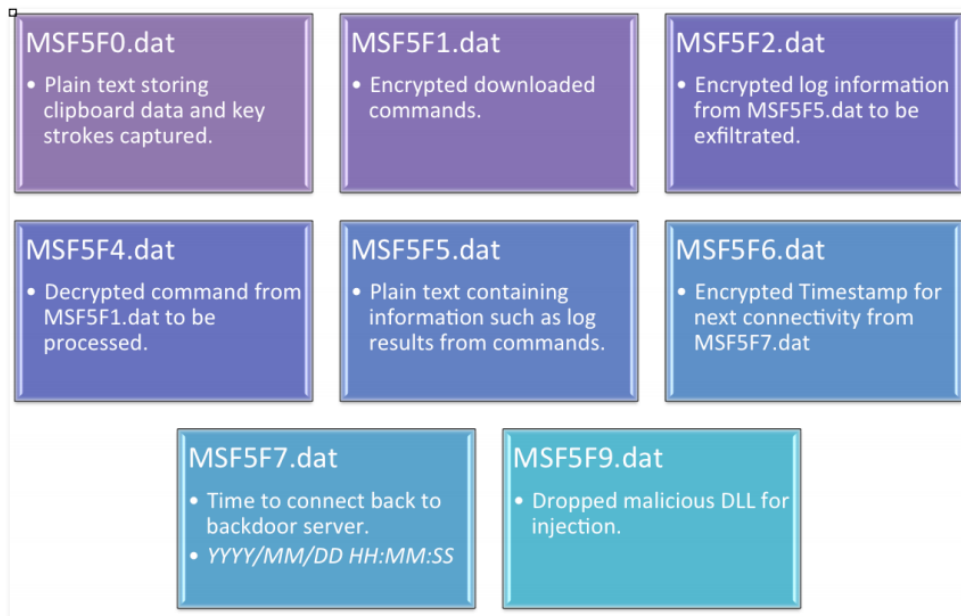 MSF5F0.dat
• Plain text storing
clipboard data and key
strokes captured.
MSF5F1.dat
• Encrypted downloaded
commands.
MSF5F2.dat
• Encrypted log information
from MSF5F5.dat to be
exfiltrated.
MSF5F4.dat
• Decrypted command from
MSF5F1.dat to be
processed.
MSF5F5.dat
• Plain text containing
information such as log
results from commands.
MSF5F6.dat
• Encrypted Timestamp for
next connectivity from
MSF5F7.dat
MSF5F7.dat
• Time to connect back to
backdoor server.
• YYYY/MM/DD HH:MM:SS
MSF5F9.dat
• Dropped malicious DLL for
injection.